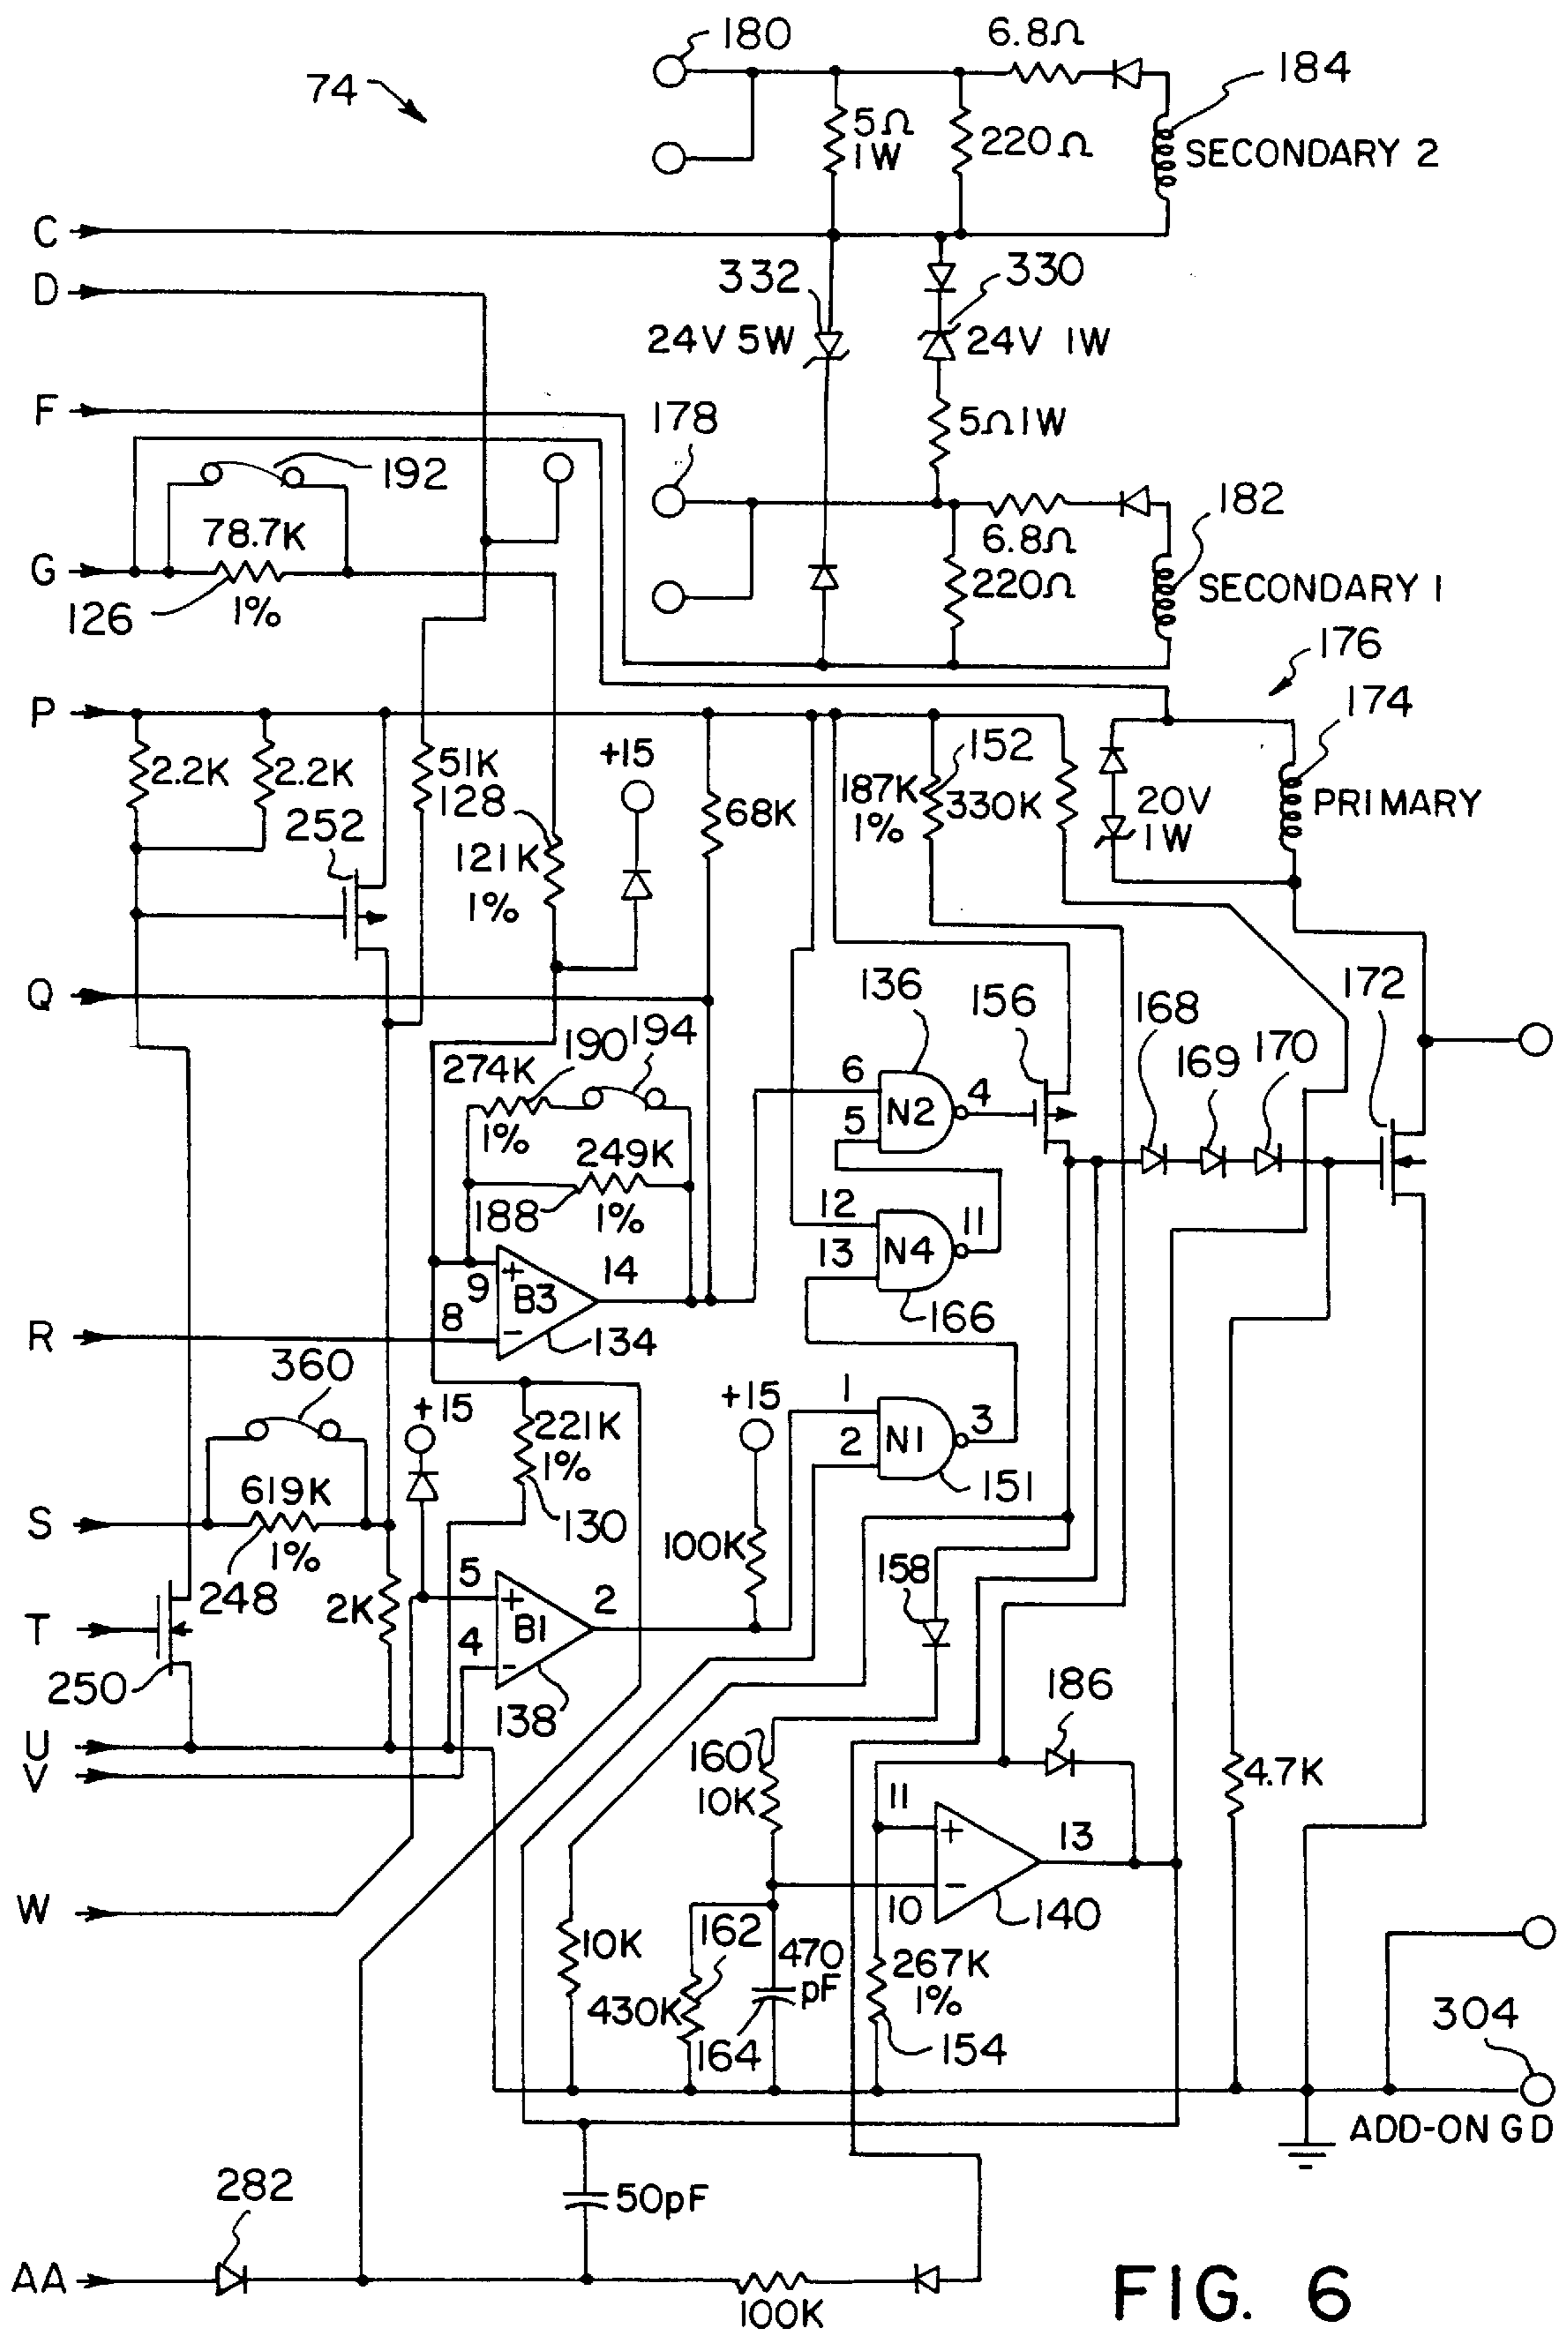 180
6.8Ω
74
184
5Ω
1W
220Ω
SECONDARY 2
C
D
332
330
24V 5W
24V 1W
F
178
5Ω 1W
192
78.7K
G
126
1%
182
6.8Ω
220Ω
SECONDARY 1
176
P
174
2.2K
2.2K
51K
+15
152
187K
1%
330K
20V
1W
PRIMARY
128
68K
252
121K
1%
Q
136
156
172
168
169
170
274K
190
194
1%
6
5
N2
4
249K
188
1%
12
13
N4
11
166
9
8
+
B3
-
14
134
R
360
+15
+15
1
2
N1
3
151
221K
1%
130
619K
S
1%
248
100K
158
5
4
+
B1
-
2
138
2K
T
250
186
U
V
160
10K
11
+
13
4.7K
-
10
140
W
10K
162
470
pF
267K
1%
430K
164
154
304
ADD-ON GD
282
50pF
AA
100K
FIG. 6